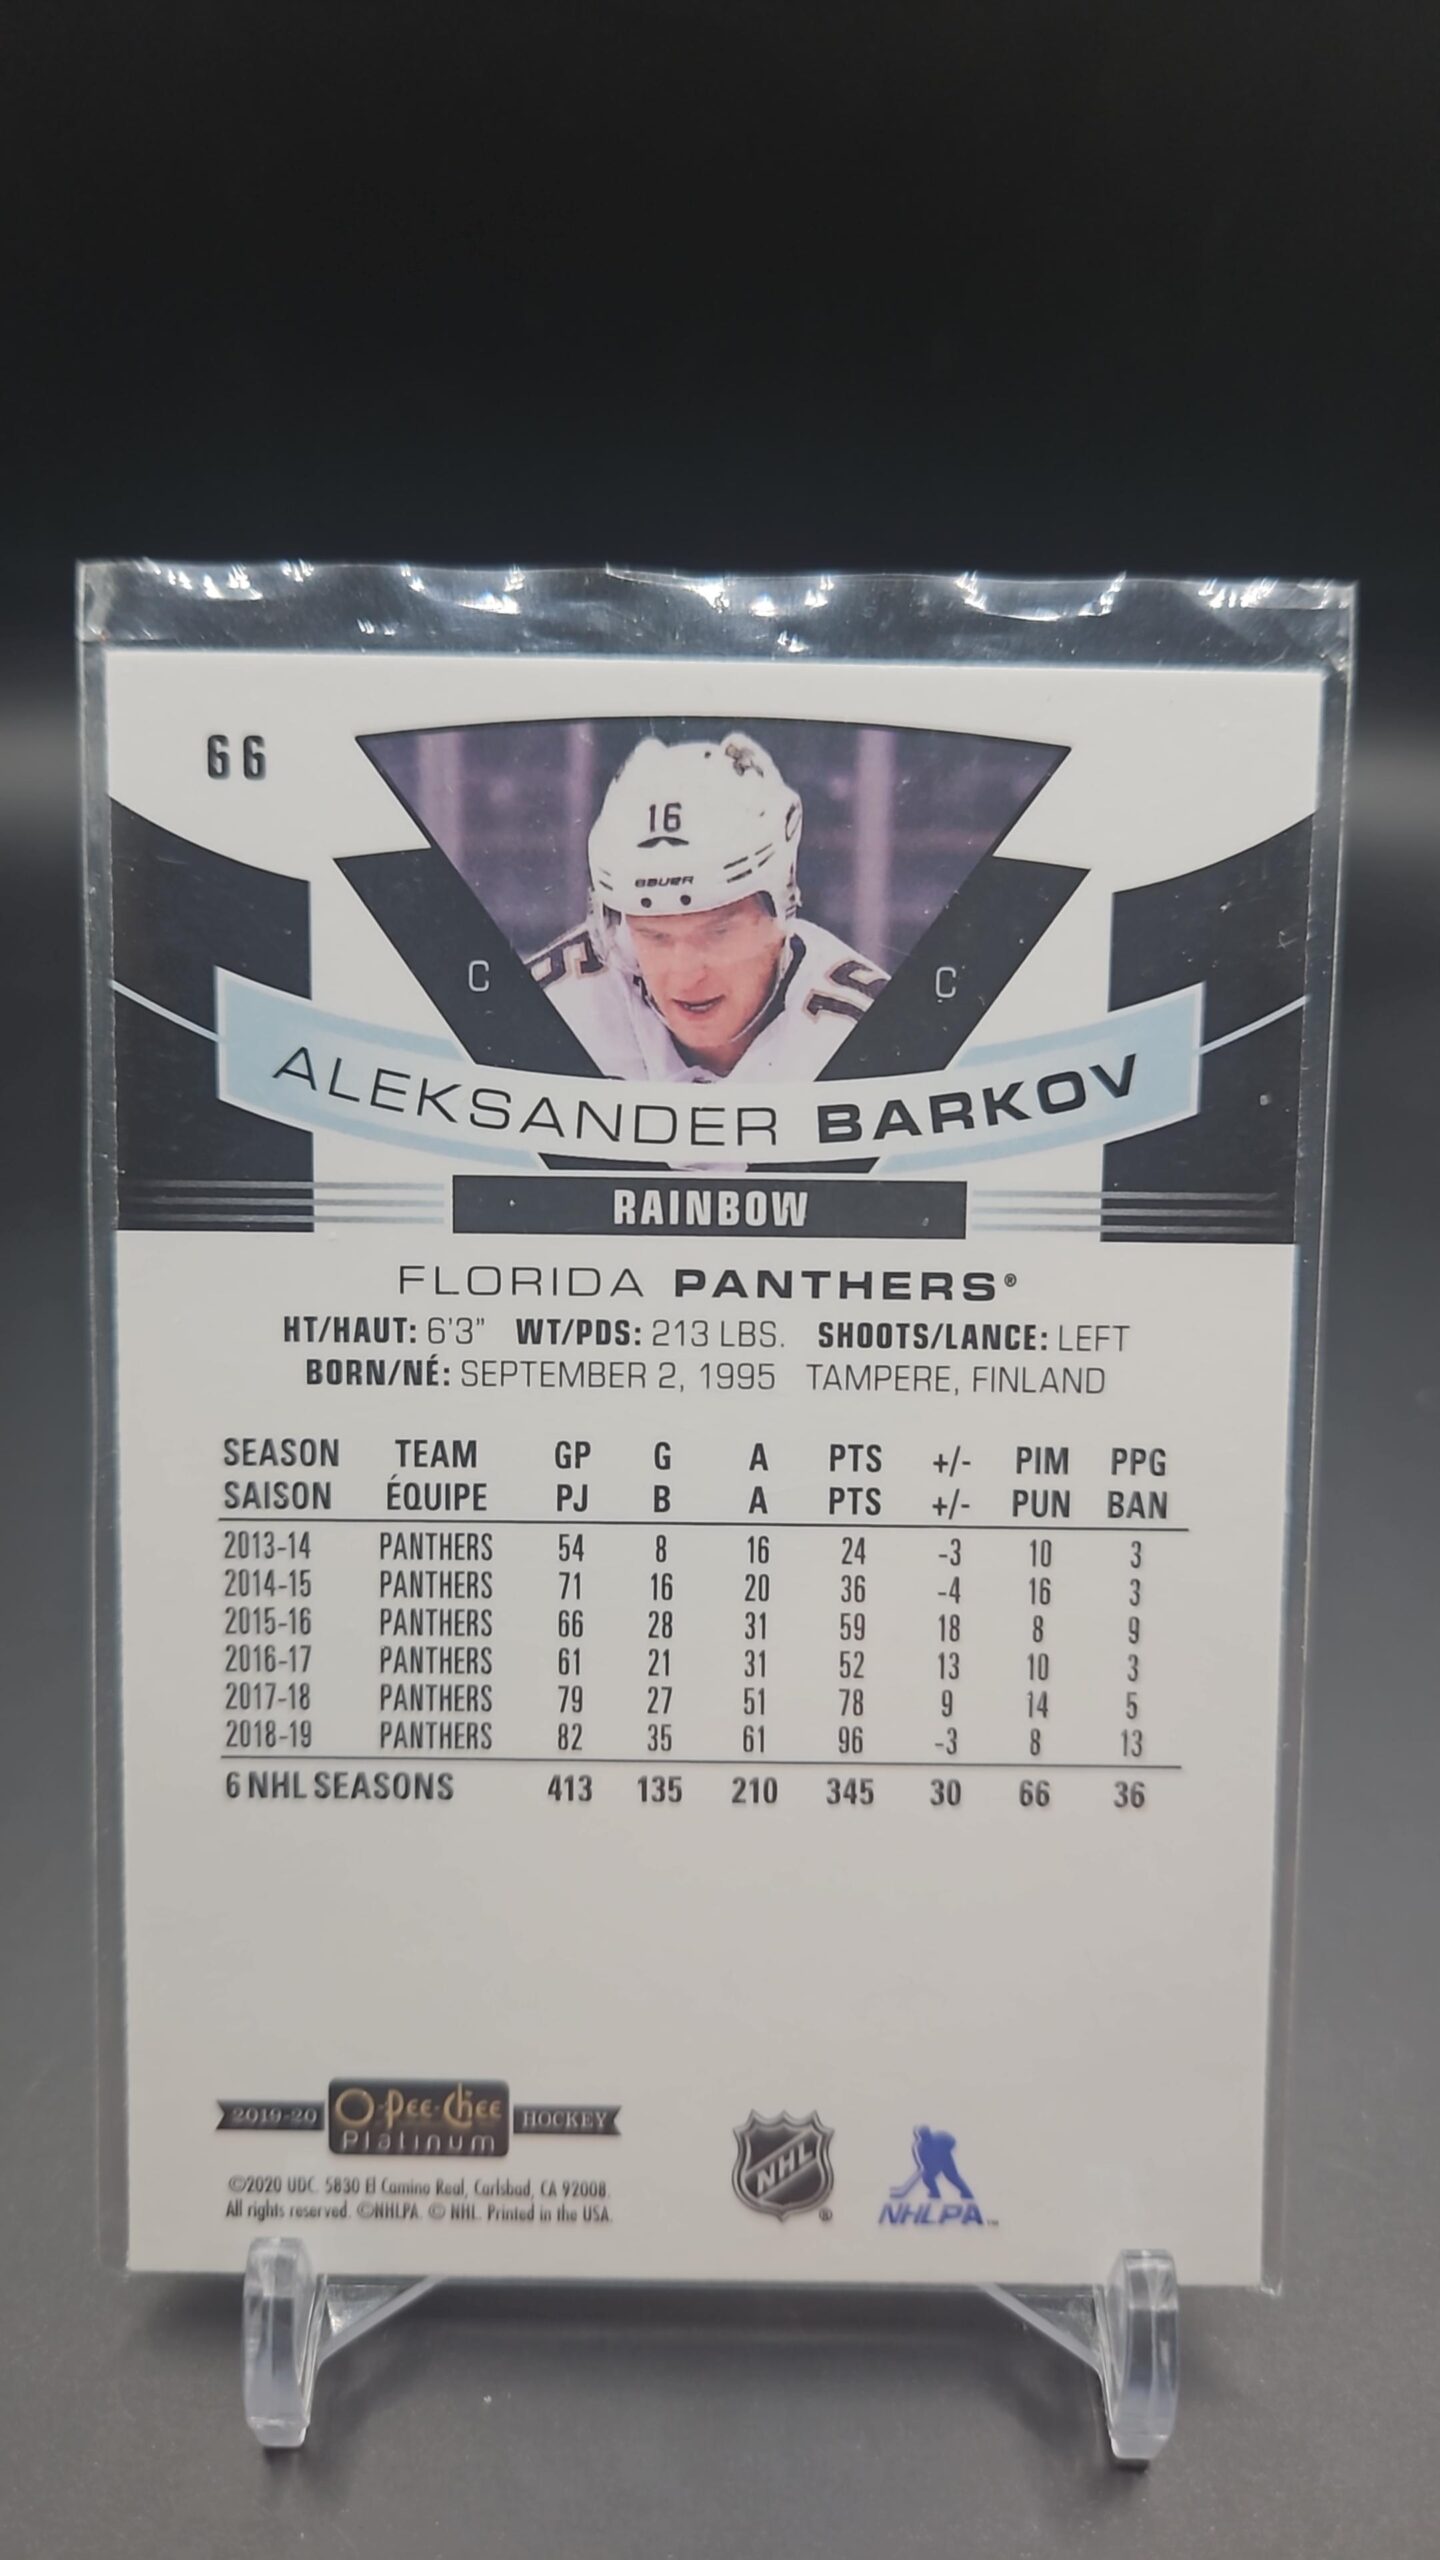 66
16
BAUER
16
C
C
ALEKSANDER BARKOV
RAINBOW
FLORIDA PANTHERS®
HT/HAUT: 6'3" WT/PDS: 213 LBS. SHOOTS/LANCE: LEFT
BORN/NÉ: SEPTEMBER 2, 1995 TAMPERE, FINLAND
SEASON TEAM GP G A PTS +/- PIM PPG
SAISON ÉQUIPE PJ B A PTS +/- PUN BAN
2013-14 PANTHERS 54 8 16 24 -3 10 3
2014-15 PANTHERS 71 16 20 36 -4 16 3
2015-16 PANTHERS 66 28 31 59 18 8 9
2016-17 PANTHERS 61 21 31 52 13 10 3
2017-18 PANTHERS 79 27 51 78 9 14 5
2018-19 PANTHERS 82 35 61 96 -3 8 13
6 NHL SEASONS 413 135 210 345 30 66 36
2019-20 O-Pee-Chee HOCKEY
Platinum
©2020 UDC. 5830 El Camino Real, Carlsbad, CA 92008.
All rights reserved. ©NHLPA. © NHL. Printed in the USA.
NHL ®
NHLPA™